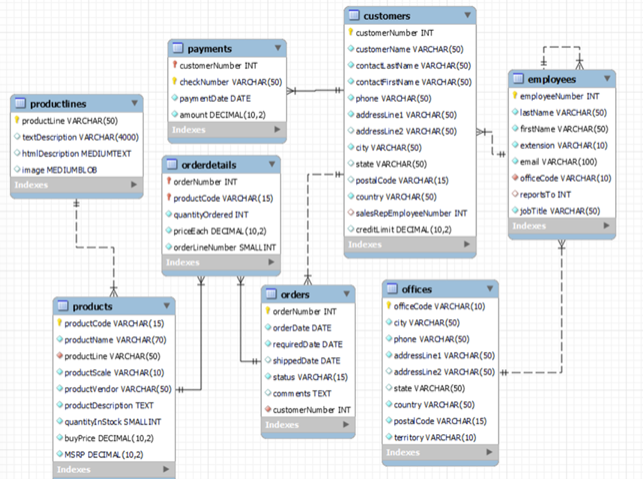 customers
customerNumber INT
customerName VARCHAR(50)
contactLastName VARCHAR(50)
contactFirstName VARCHAR(50)
phone VARCHAR(50)
addressLine1 VARCHAR(50)
addressLine2 VARCHAR(50)
city VARCHAR(50)
state VARCHAR(50)
postalCode VARCHAR(15)
country VARCHAR(50)
salesRepEmployeeNumber INT
creditLimit DECIMAL(10,2)
Indexes
payments
customerNumber INT
checkNumber VARCHAR(50)
paymentDate DATE
amount DECIMAL(10,2)
Indexes
employees
employeeNumber INT
lastName VARCHAR(50)
firstName VARCHAR(50)
extension VARCHAR(10)
email VARCHAR(100)
officeCode VARCHAR(10)
reportsTo INT
jobTitle VARCHAR(50)
Indexes
productlines
productLine VARCHAR(50)
textDescription VARCHAR(4000)
htmlDescription MEDIUMTEXT
image MEDIUMBLOB
Indexes
orderdetails
orderNumber INT
productCode VARCHAR(15)
quantityOrdered INT
priceEach DECIMAL(10,2)
orderLineNumber SMALLINT
Indexes
products
productCode VARCHAR(15)
productName VARCHAR(70)
productLine VARCHAR(50)
productScale VARCHAR(10)
productVendor VARCHAR(50)
productDescription TEXT
quantityInStock SMALLINT
buyPrice DECIMAL(10,2)
MSRP DECIMAL(10,2)
Indexes
orders
orderNumber INT
orderDate DATE
requiredDate DATE
shippedDate DATE
status VARCHAR(15)
comments TEXT
customerNumber INT
Indexes
offices
officeCode VARCHAR(10)
city VARCHAR(50)
phone VARCHAR(50)
addressLine1 VARCHAR(50)
addressLine2 VARCHAR(50)
state VARCHAR(50)
country VARCHAR(50)
postalCode VARCHAR(15)
territory VARCHAR(10)
Indexes